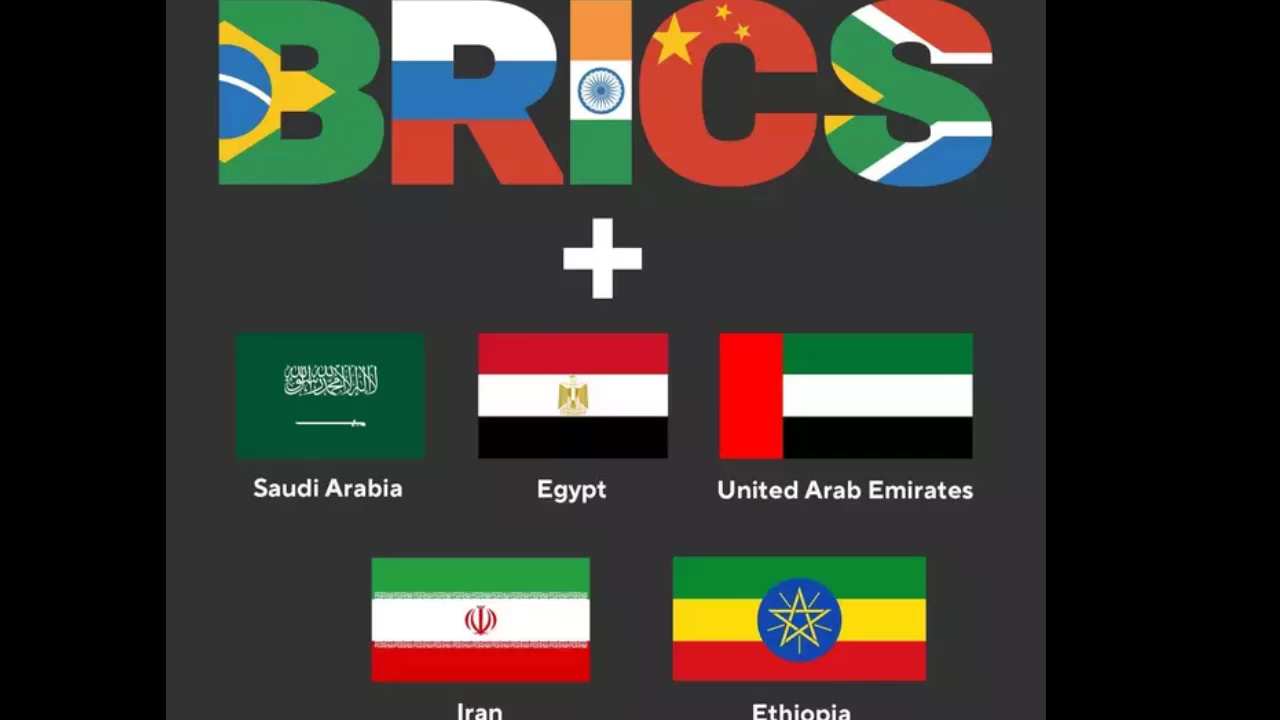 BRICS
+
Saudi Arabia
Egypt
United Arab Emirates
Iran
Ethiopia